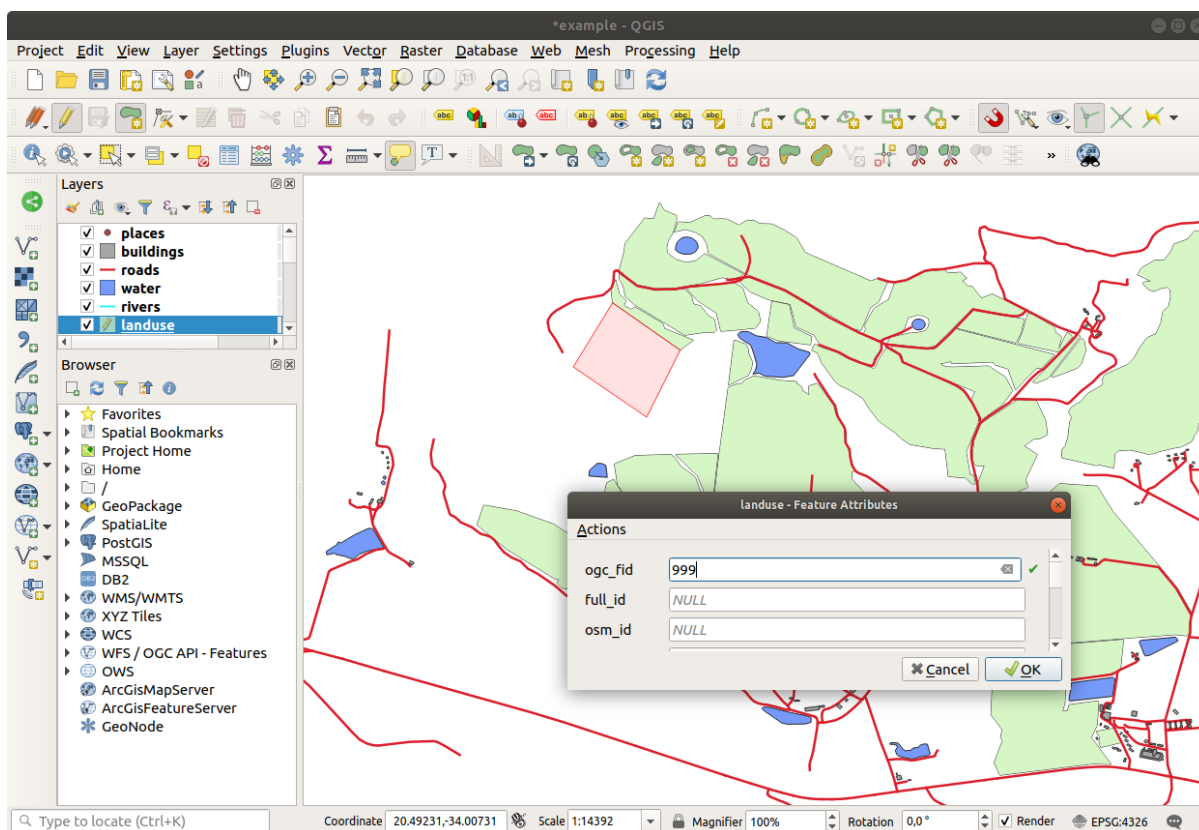 *example - QGIS
Project Edit View Layer Settings Plugins Vector Raster Database Web Mesh Processing Help
Layers
places
buildings
roads
water
rivers
landuse
Browser
Favorites
Spatial Bookmarks
Project Home
Home
/
GeoPackage
SpatiaLite
PostGIS
MSSQL
DB2
WMS/WMTS
XYZ Tiles
WCS
WFS / OGC API - Features
OWS
ArcGisMapServer
ArcGisFeatureServer
GeoNode
landuse - Feature Attributes
Actions
ogc_fid 999
full_id NULL
osm_id NULL
Cancel OK
Type to locate (Ctrl+K) Coordinate 20.49231,-34.00731 Scale 1:14392 Magnifier 100% Rotation 0,0 ° Render EPSG:4326